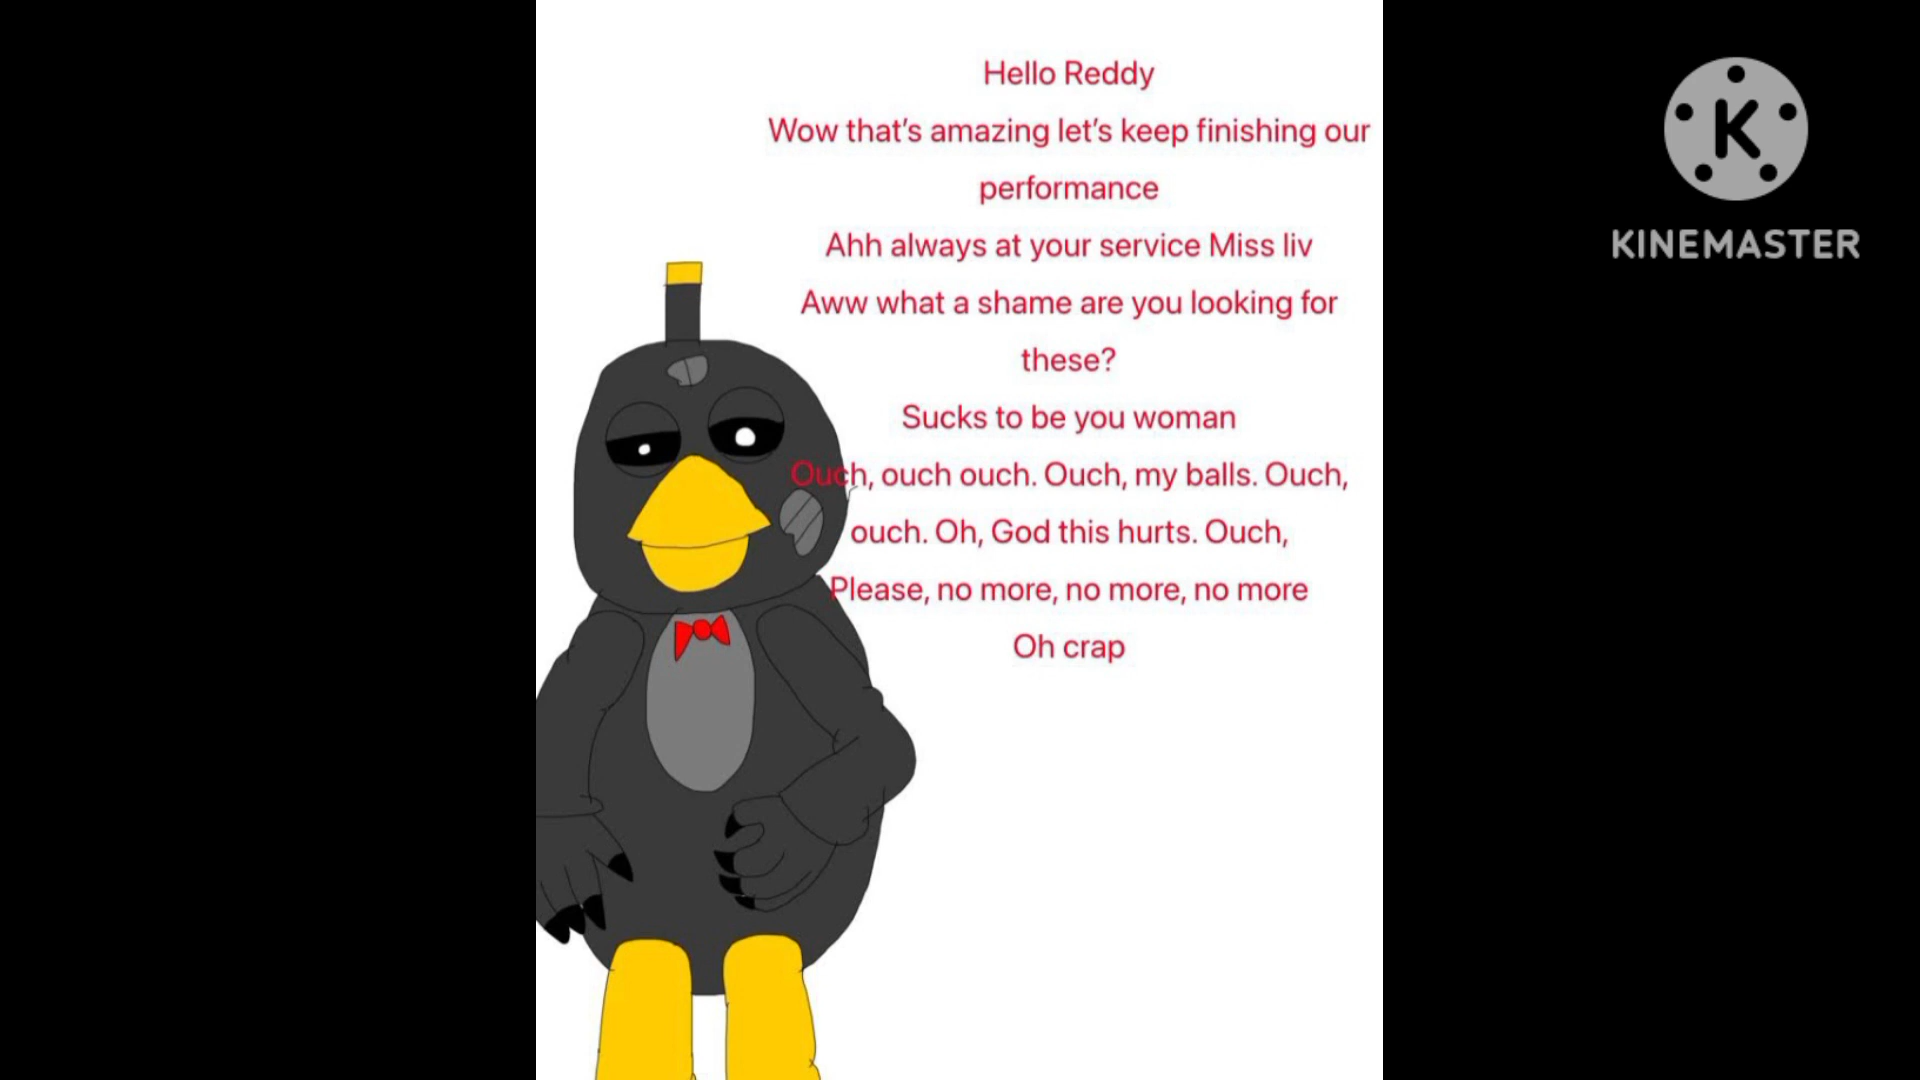 Hello Reddy
Wow that’s amazing let’s keep finishing our
performance
Ahh always at your service Miss liv
Aww what a shame are you looking for
these?
Sucks to be you woman
Ouch, ouch ouch. Ouch, my balls. Ouch,
ouch. Oh, God this hurts. Ouch,
Please, no more, no more, no more
Oh crap
K
KINEMASTER